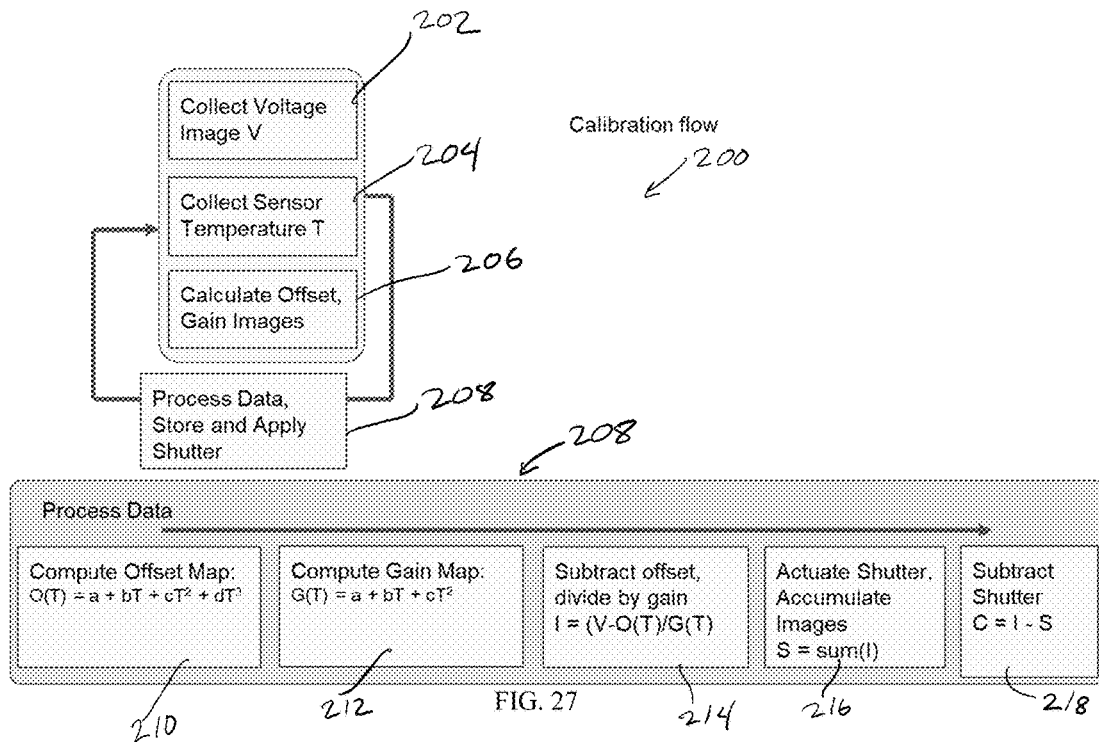 202
Collect Voltage
Image V
Calibration flow
200
204
Collect Sensor
Temperature T
206
Calculate Offset,
Gain Images
208
Process Data,
Store and Apply
Shutter
208
Process Data
Compute Offset Map:
O(T) = a + bT + cT² + dT³
Compute Gain Map:
G(T) = a + bT + cT²
Subtract offset,
divide by gain
I = (V-O(T)/G(T)
Actuate Shutter,
Accumulate
Images
S = sum(I)
Subtract
Shutter
C = I - S
210
212
FIG. 27
214
216
218